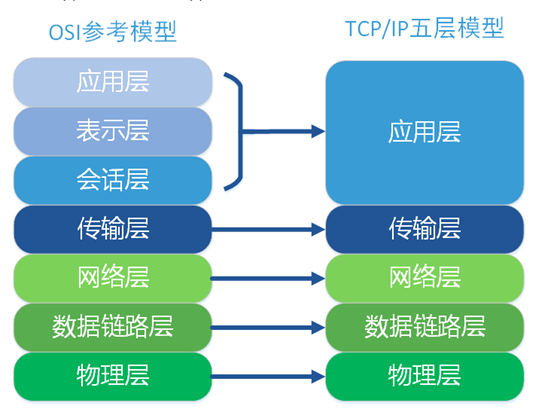 OSI参考模型
TCP/IP五层模型
应用层
表示层
会话层
应用层
传输层
传输层
网络层
网络层
数据链路层
数据链路层
物理层
物理层